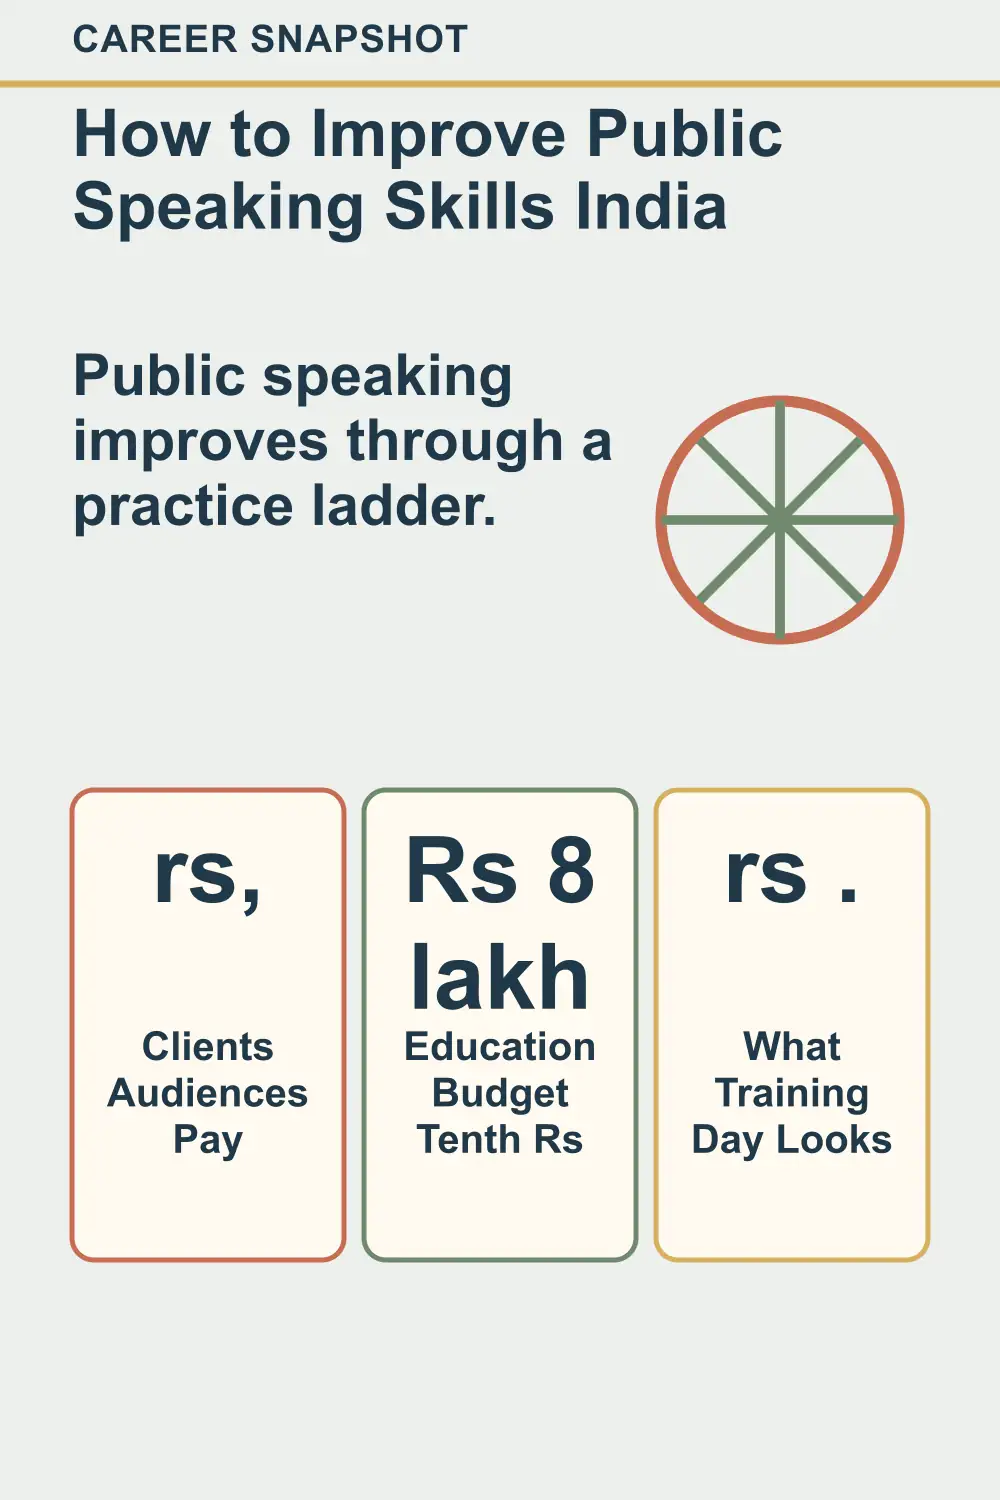 CAREER SNAPSHOT
How to Improve Public
Speaking Skills India
Public speaking
improves through a
practice ladder.
rs,
Clients
Audiences
Pay
Rs 8
lakh
Education
Budget
Tenth Rs
rs .
What
Training
Day Looks